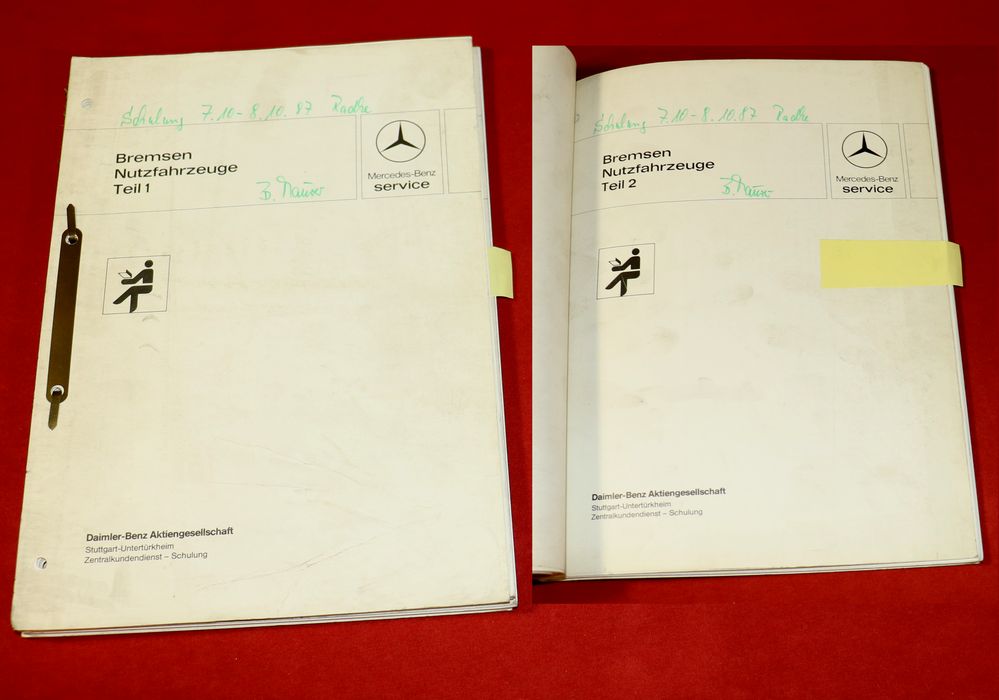 Schulung 7.10 - 8.10.87
Bremsen
Nutzfahrzeuge
Teil 1
Mercedes-Benz
service
Daimler-Benz Aktiengesellschaft
Stuttgart-Untertürkheim
Zentralkundendienst – Schulung
Schulung 7.10 - 8.10.87
Bremsen
Nutzfahrzeuge
Teil 2
Mercedes-Benz
service
Daimler-Benz Aktiengesellschaft
Stuttgart-Untertürkheim
Zentralkundendienst – Schulung